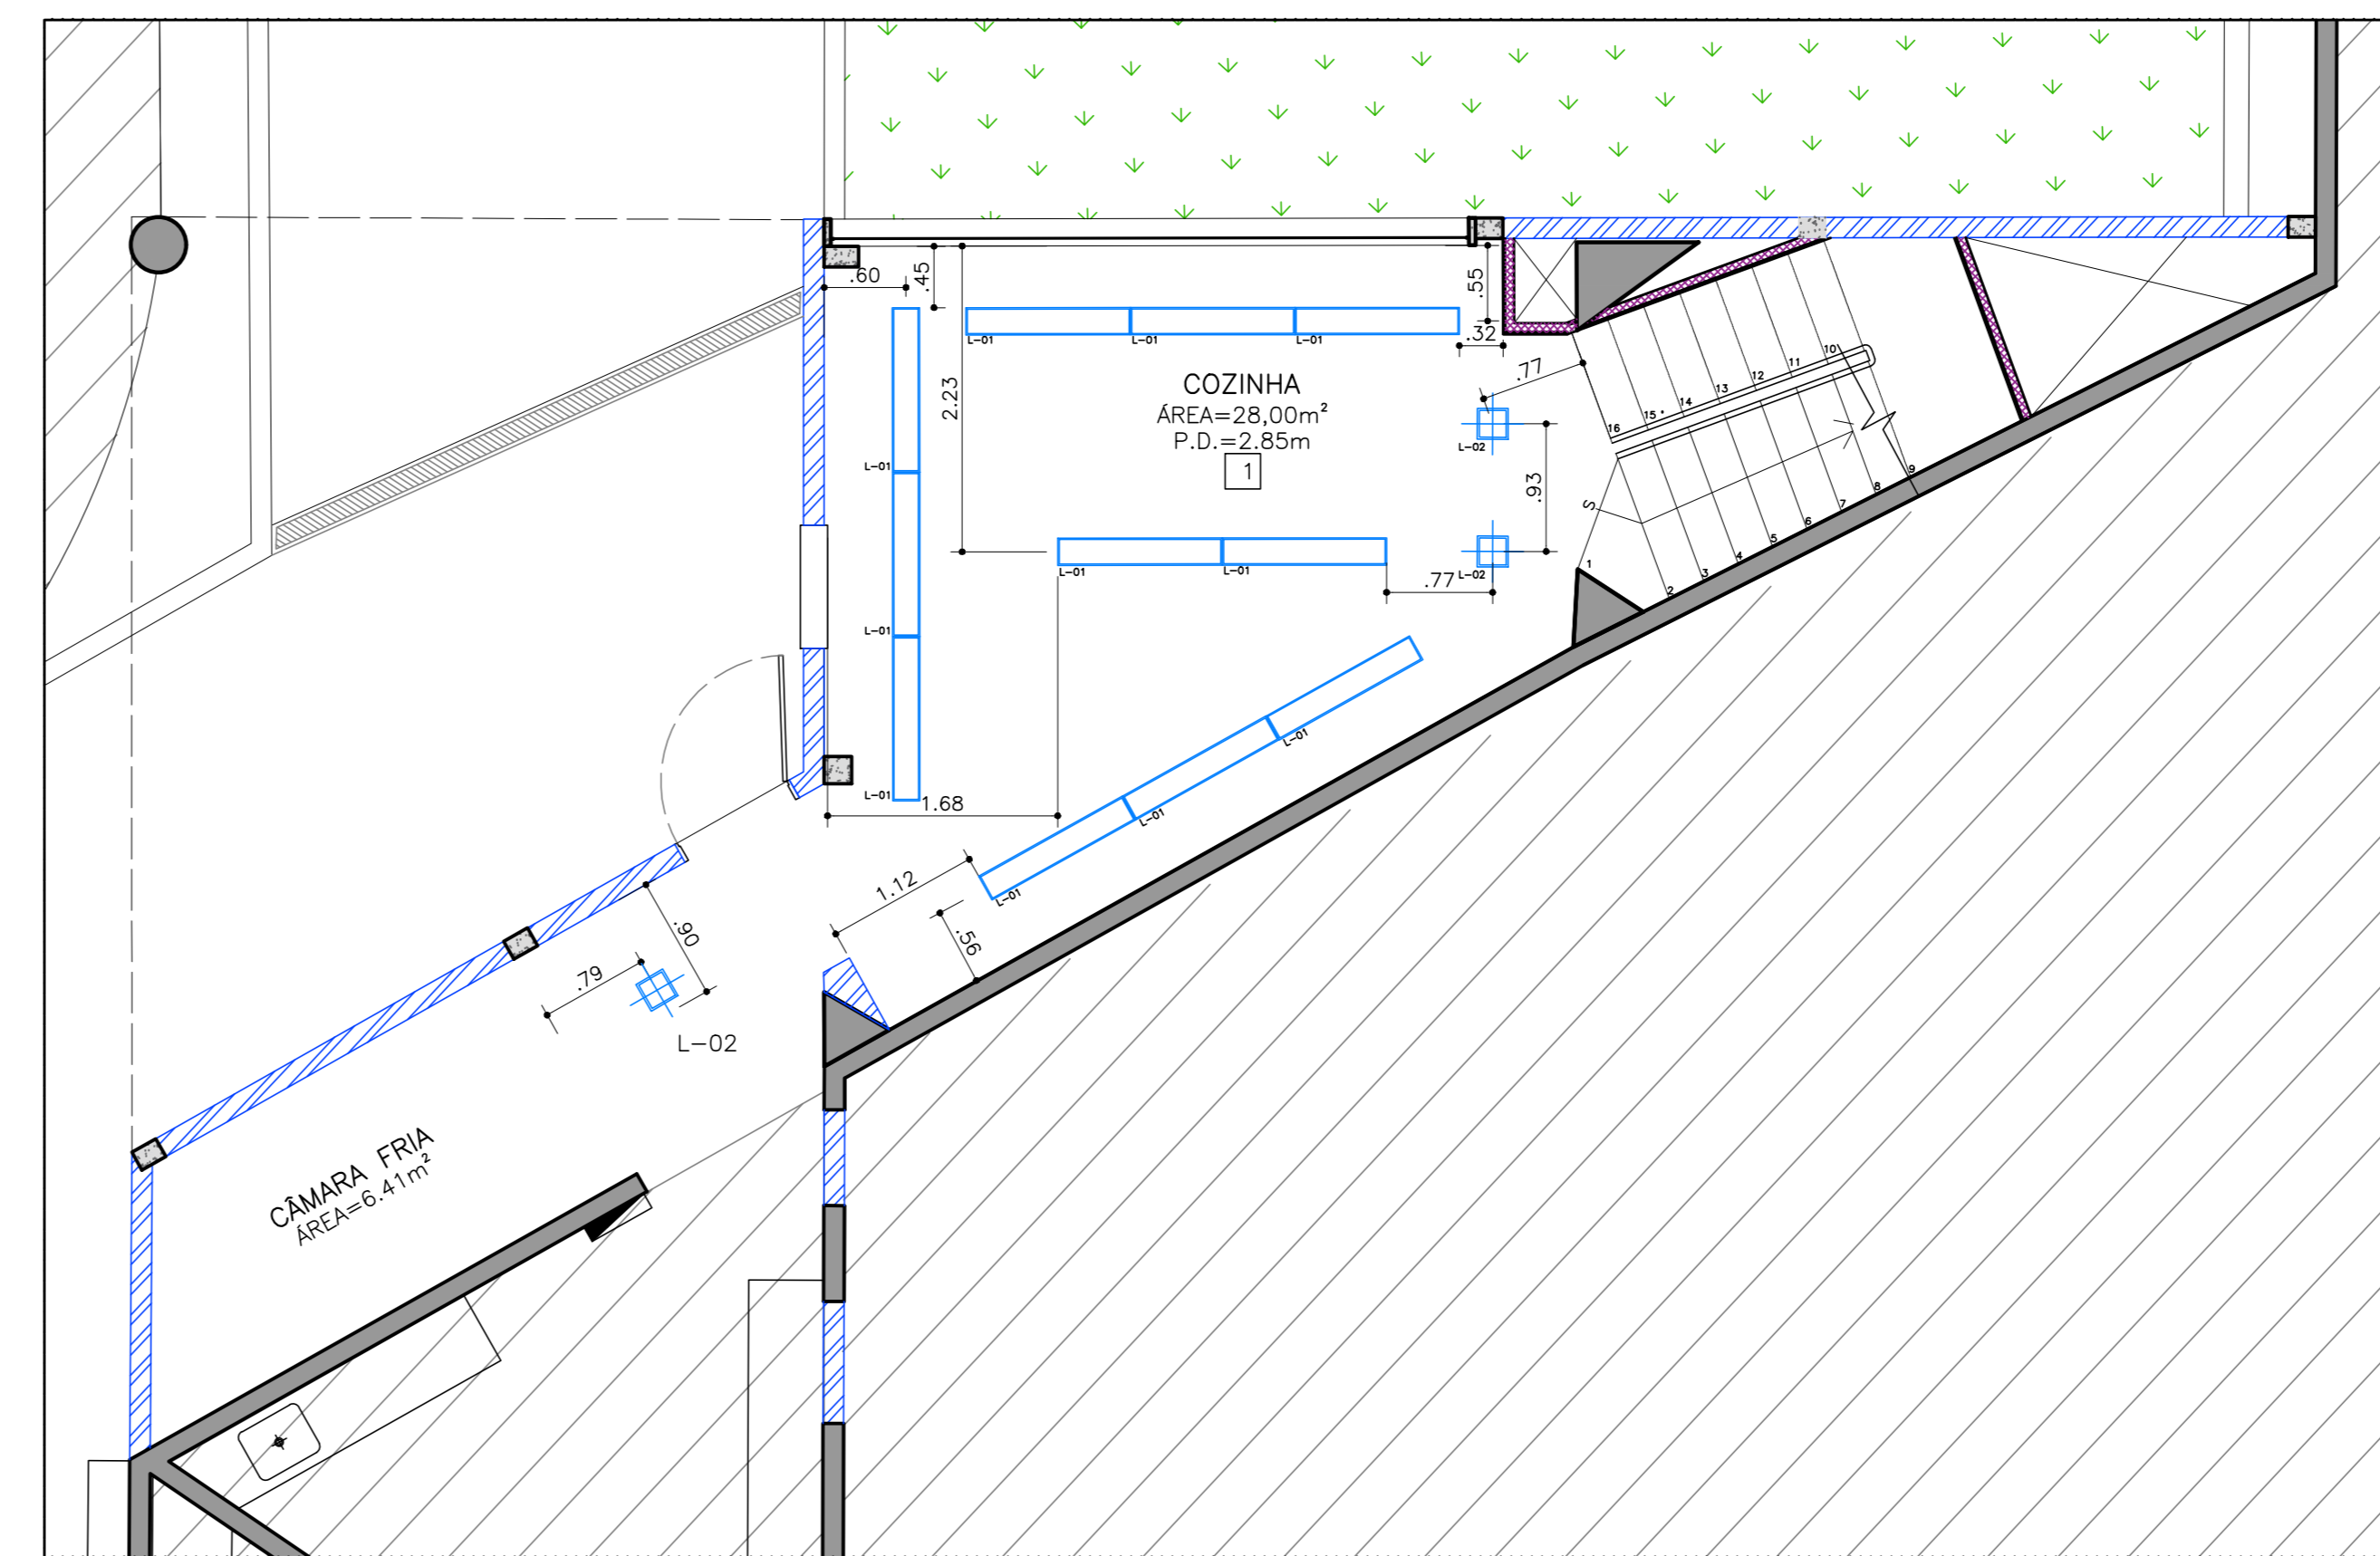 .60
.45
.55
L-01
L-01
L-01
.32
2.23
COZINHA
ÁREA=28,00m²
P.D.=2.85m
1
.77
L-02
.93
L-02
16
15
14
13
12
11
10
S
1
2
3
4
5
6
7
8
9
L-01
L-01
L-01
L-01
L-01
.77
1.68
L-01
L-01
L-01
1.12
.56
.90
.79
L-02
CÂMARA FRIA
ÁREA=6.41m²